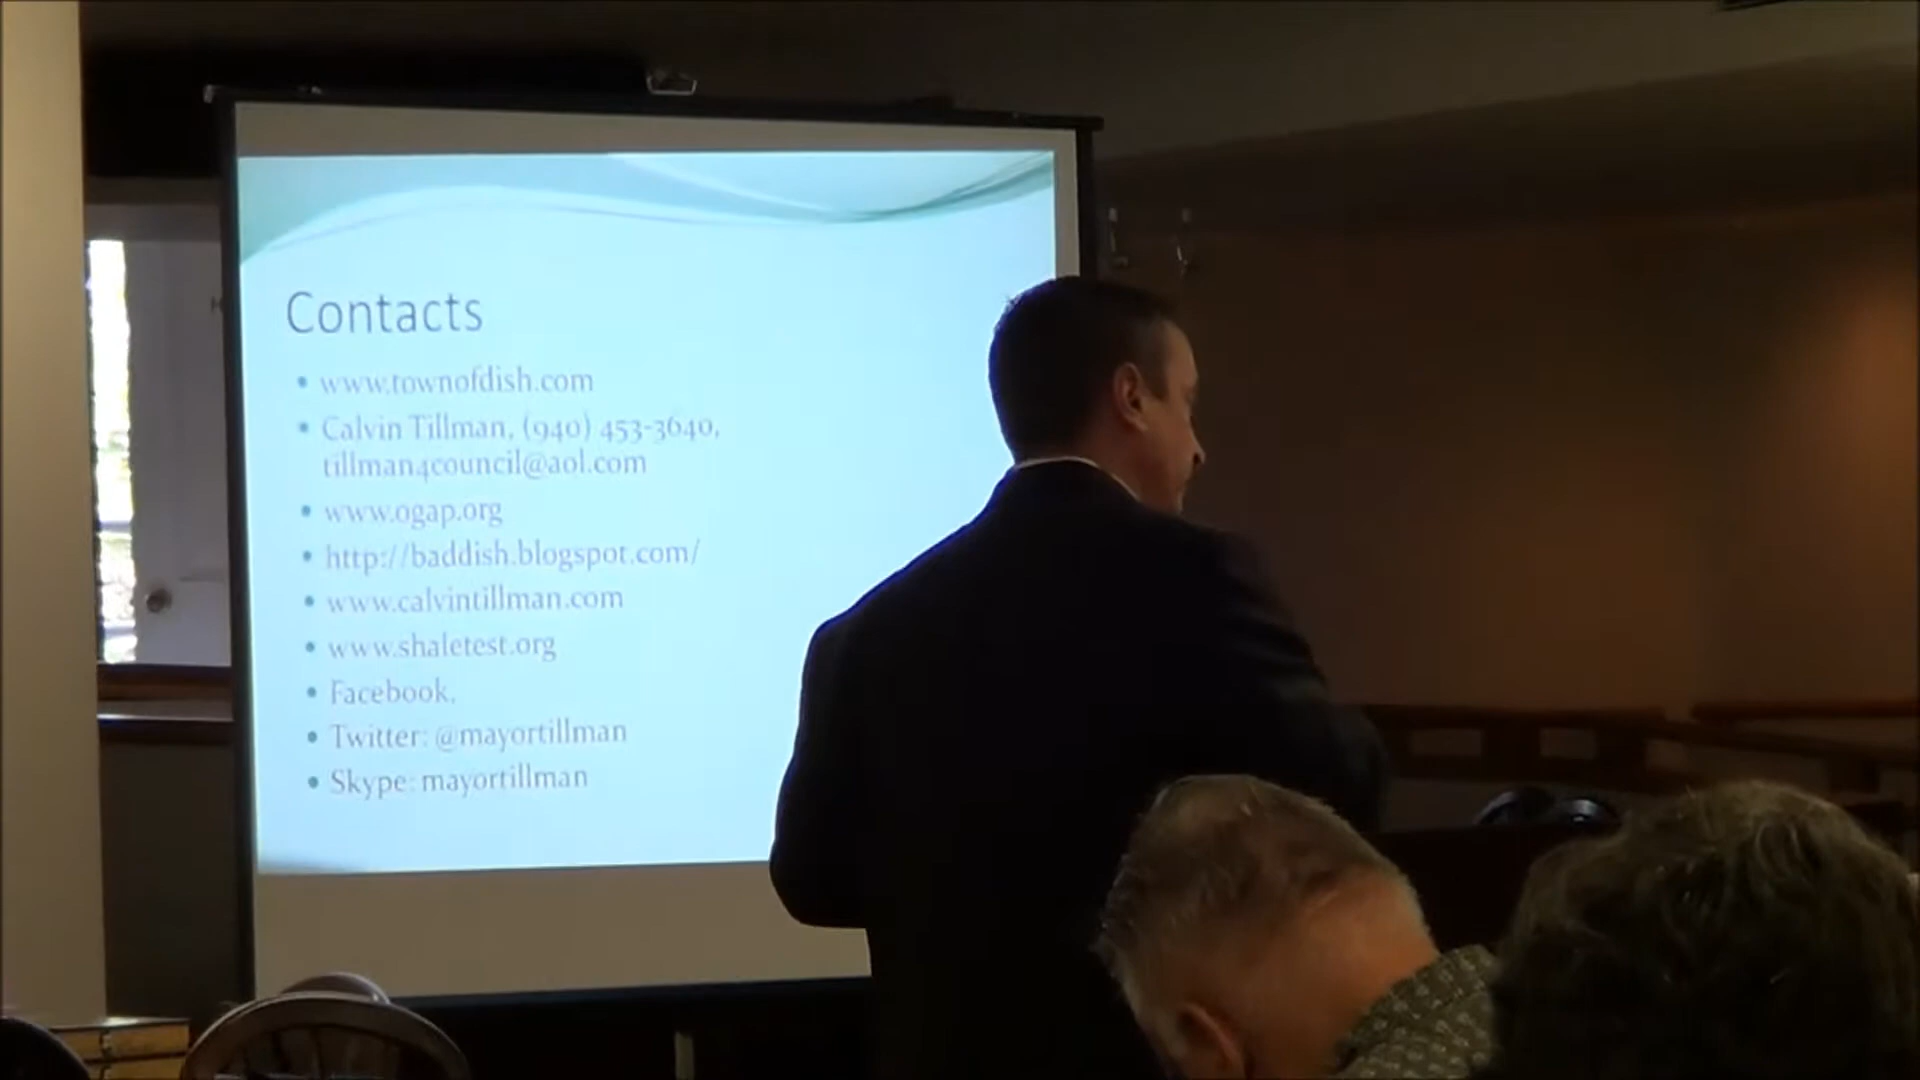 Contacts
www.townofdish.com
Calvin Tillman, (940) 453-3640,
tillman4council@aol.com
www.ogap.org
http://baddish.blogspot.com/
www.calvintillman.com
www.shaletest.org
Facebook,
Twitter: @mayortillman
Skype: mayortillman